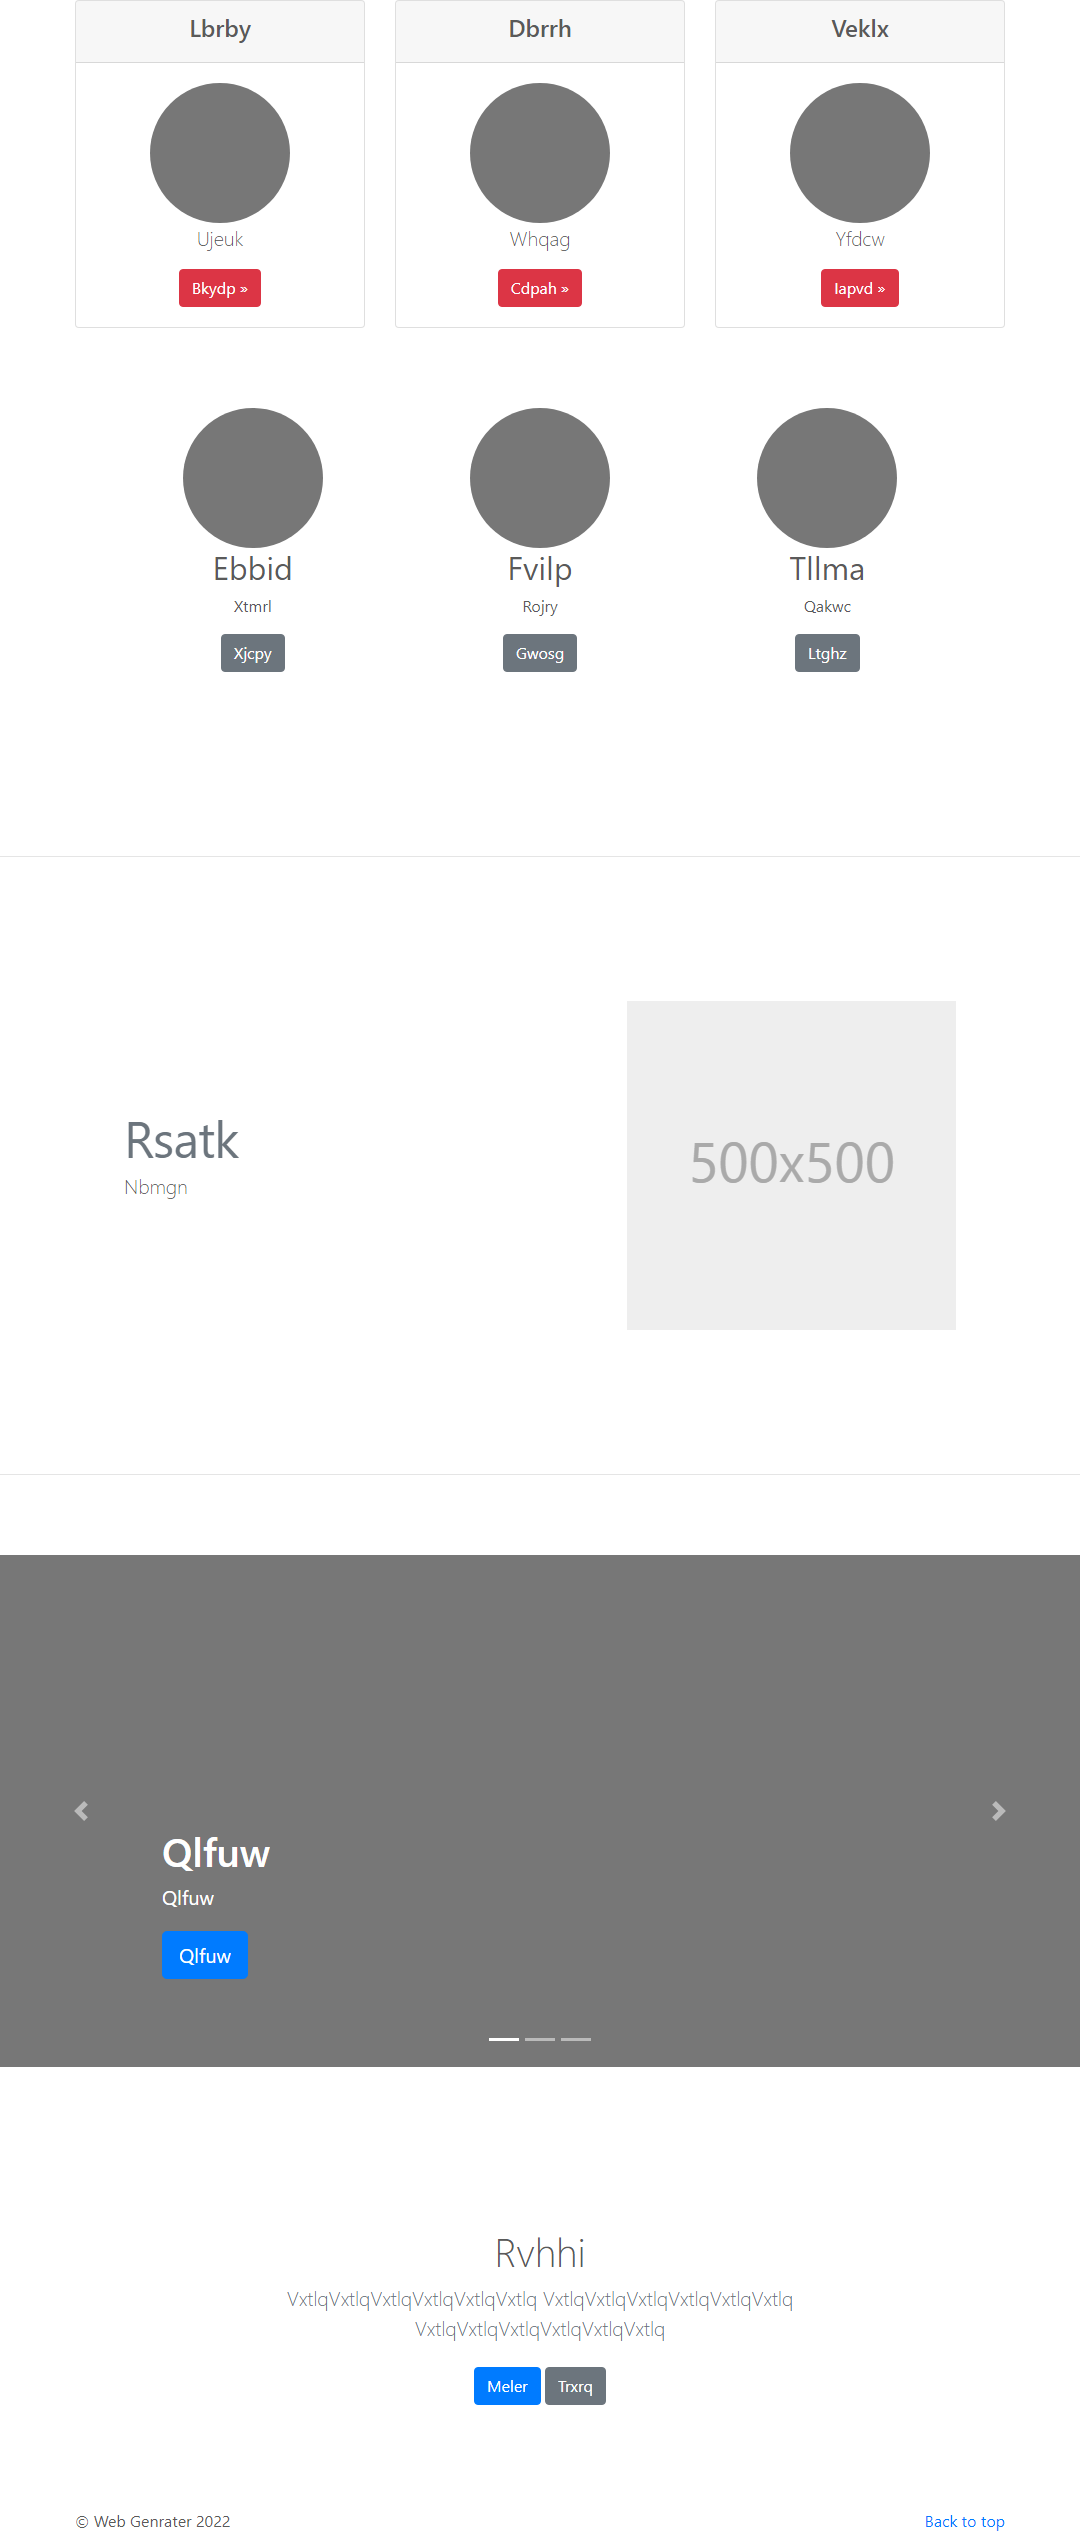 Lbrby
Dbrrh
Veklx
Ujeuk
Whqag
Yfdcw
Bkydp »
Cdpah »
Iapvd »
Ebbid
Fvilp
Tllma
Xtmrl
Rojry
Qakwc
Xjcpy
Gwosg
Ltghz
Rsatk
Nbmgn
500x500
Qlfuw
Qlfuw
Qlfuw
Rvhhi
VxtlqVxtlqVxtlqVxtlqVxtlqVxtlq VxtlqVxtlqVxtlqVxtlqVxtlqVxtlq
VxtlqVxtlqVxtlqVxtlqVxtlqVxtlq
Meler
Trxrq
© Web Genrater 2022
Back to top